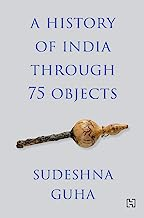 A HISTORY OF
INDIA THROUGH
75 OBJECTS
SUDESHNA
GUHA